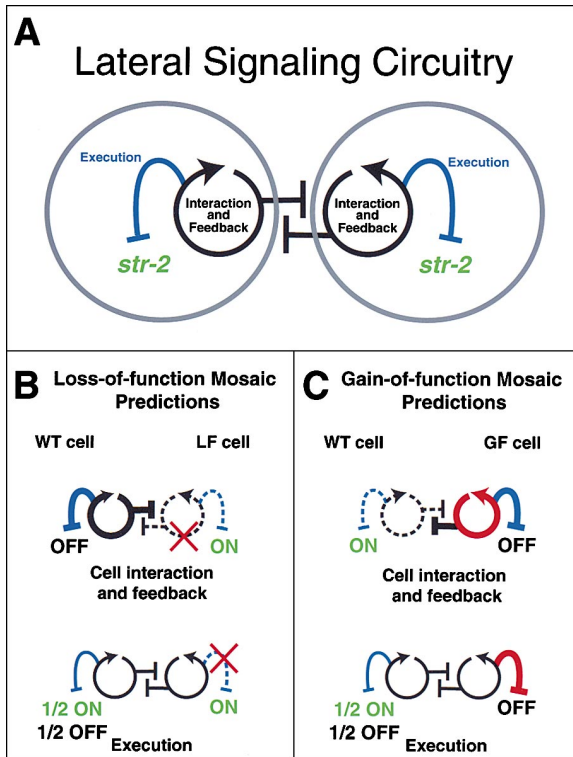 A
Lateral Signaling Circuitry
Execution
Execution
Interaction
and
Feedback
Interaction
and
Feedback
str-2
str-2
B
Loss-of-function Mosaic
Predictions
WT cell
LF cell
OFF
ON
Cell interaction
and feedback
1/2 ON
1/2 OFF
ON
Execution
C
Gain-of-function Mosaic
Predictions
WT cell
GF cell
ON
OFF
Cell interaction
and feedback
1/2 ON
1/2 OFF
OFF
Execution